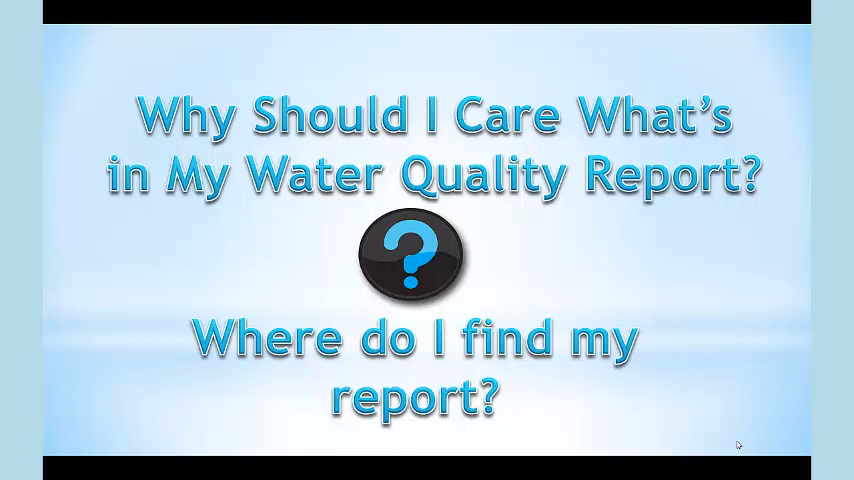 Why Should I Care What’s
in My Water Quality Report?
?
Where do I find my
report?